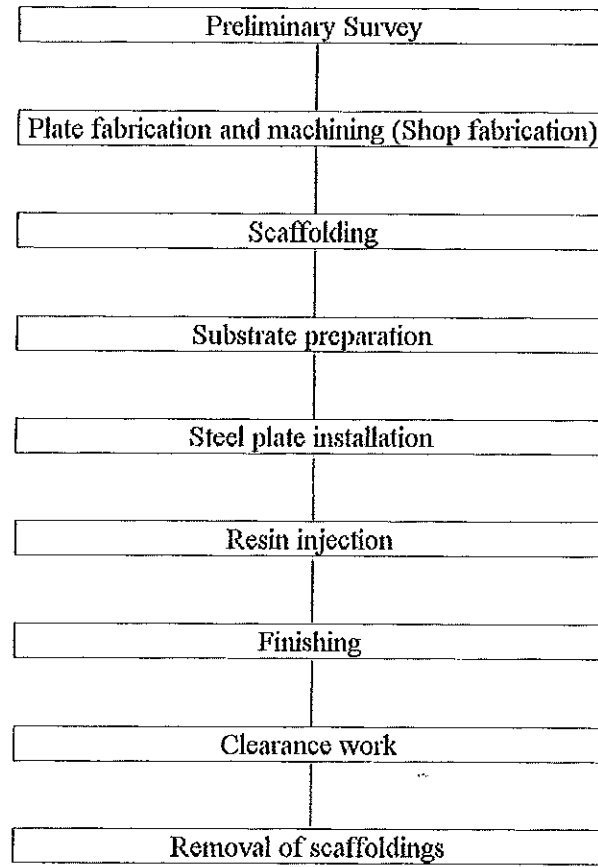 Preliminary Survey
Plate fabrication and machining (Shop fabrication)
Scaffolding
Substrate preparation
Steel plate installation
Resin injection
Finishing
Clearance work
Removal of scaffoldings